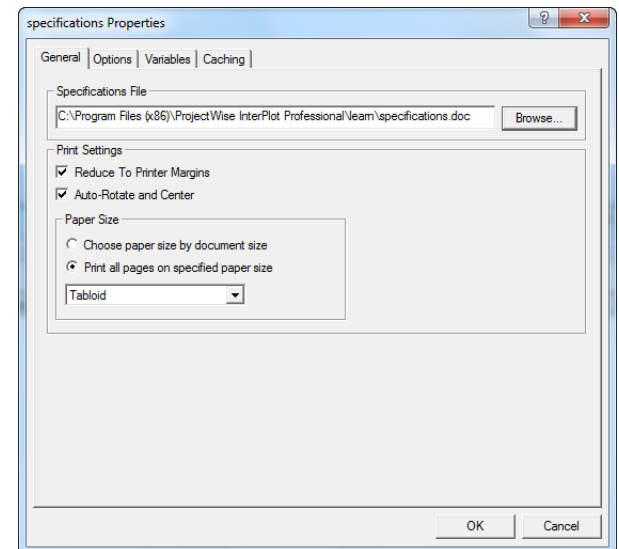 specifications Properties
?
X
General Options Variables Caching
Specifications File
C:\Program Files (x86)\ProjectWise InterPlot Professional\learn\specifications.doc Browse...
Print Settings
Reduce To Printer Margins
Auto-Rotate and Center
Paper Size
Choose paper size by document size
Print all pages on specified paper size
Tabloid
OK Cancel